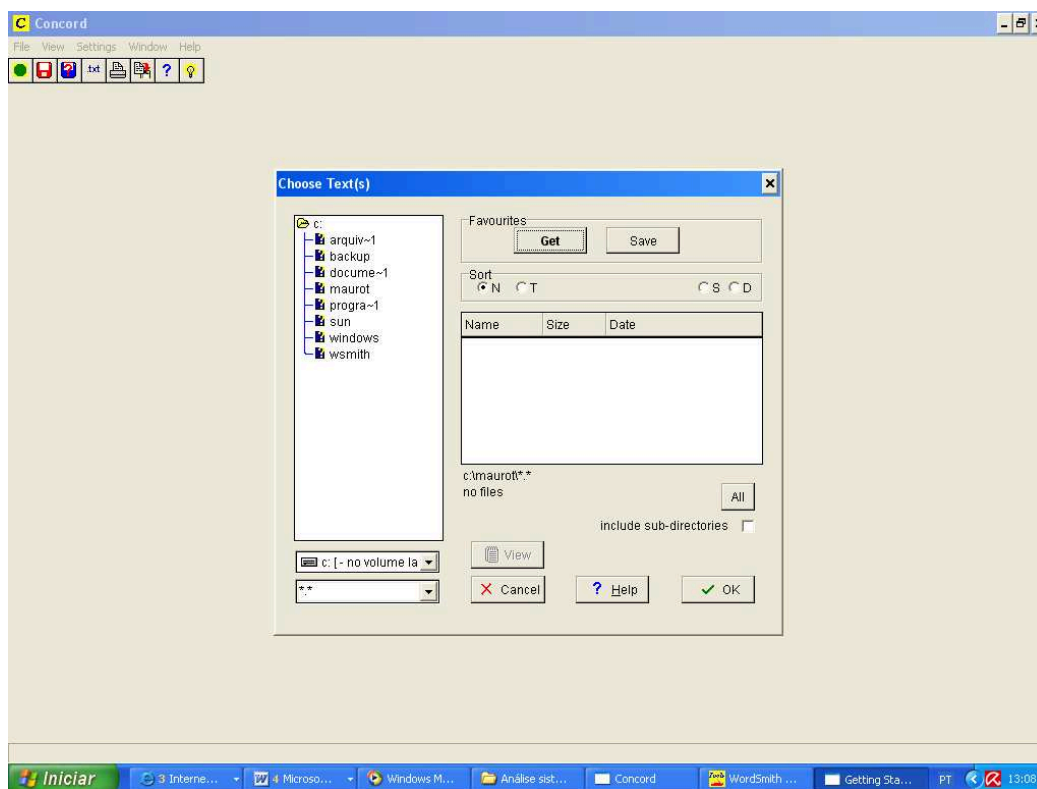 C Concord
File View Settings Window Help
.txt ?
Choose Text(s)
c:
arquiv~1
backup
docume~1
maurot
progra~1
sun
windows
wsmith
Favourites
Get Save
Sort
N T S D
Name Size Date
c:\maurot\*.*
no files
All
include sub-directories
View
c: [- no volume la
*.*
Cancel ? Help OK
Iniciar 3 Interne... 4 Microso... Windows M... Análise sist... Concord WordSmith ... Getting Sta... PT 13:08